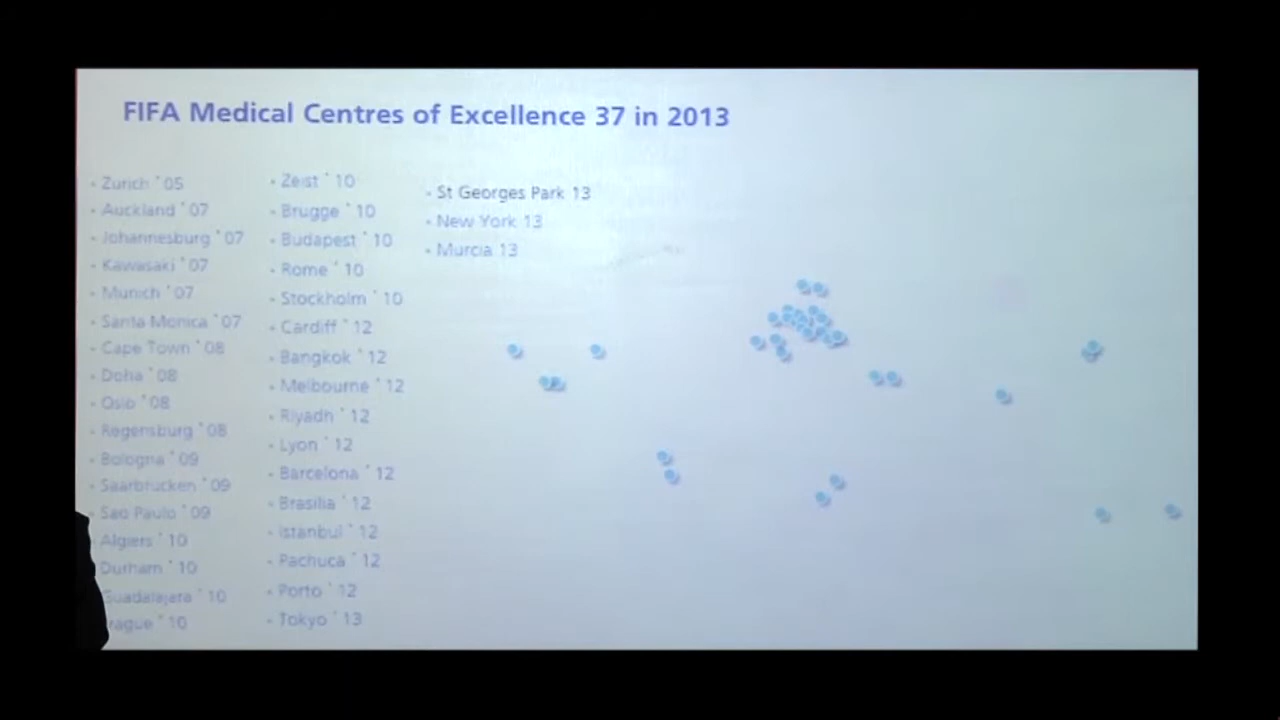 FIFA Medical Centres of Excellence 37 in 2013
- Zurich `05
- Auckland `07
- Johannesburg `07
- Kawasaki `07
- Munich `07
- Santa Monica `07
- Cape Town `08
- Doha `08
- Oslo `08
- Regensburg `08
- Bologna `09
- Saarbrücken `09
- Sao Paulo `09
- Algiers `10
Durham `10
Guadalajara `10
rague `10
- Zeist `10
- Brugge `10
- Budapest `10
- Rome `10
- Stockholm `10
- Cardiff `12
- Bangkok `12
- Melbourne `12
- Riyadh `12
- Lyon `12
- Barcelona `12
- Brasilia `12
- Istanbul `12
- Pachuca `12
- Porto `12
- Tokyo `13
- St Georges Park 13
- New York 13
- Murcia 13